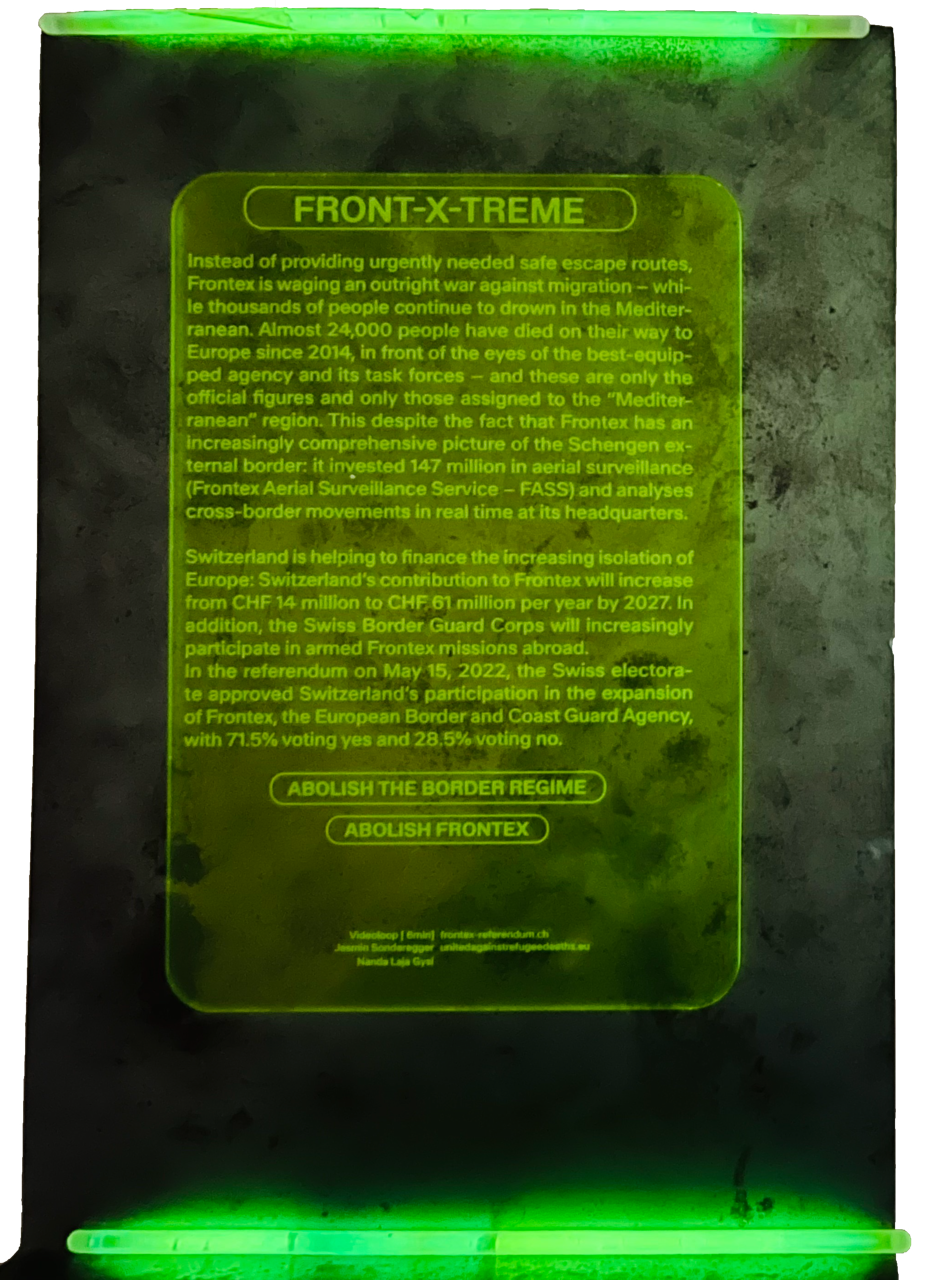 FRONT-X-TREME
Instead of providing urgently needed safe escape routes,
Frontex is waging an outright war against migration – whi-
le thousands of people continue to drown in the Mediter-
ranean. Almost 24,000 people have died on their way to
Europe since 2014, in front of the eyes of the best-equip-
ped agency and its task forces – and these are only the
official figures and only those assigned to the “Mediter-
ranean” region. This despite the fact that Frontex has an
increasingly comprehensive picture of the Schengen ex-
ternal border: it invested 147 million in aerial surveillance
(Frontex Aerial Surveillance Service – FASS) and analyses
cross-border movements in real time at its headquarters.
Switzerland is helping to finance the increasing isolation of
Europe: Switzerland's contribution to Frontex will increase
from CHF 14 million to CHF 61 million per year by 2027. In
addition, the Swiss Border Guard Corps will increasingly
participate in armed Frontex missions abroad.
In the referendum on May 15, 2022, the Swiss electora-
te approved Switzerland's participation in the expansion
of Frontex, the European Border and Coast Guard Agency,
with 71.5% voting yes and 28.5% voting no.
ABOLISH THE BORDER REGIME
ABOLISH FRONTEX
Videoloop [ 6min] frontex-referendum.ch
Jasmin Sonderegger unitedagainstrefugeedeaths.eu
Nanda Laja Gysi